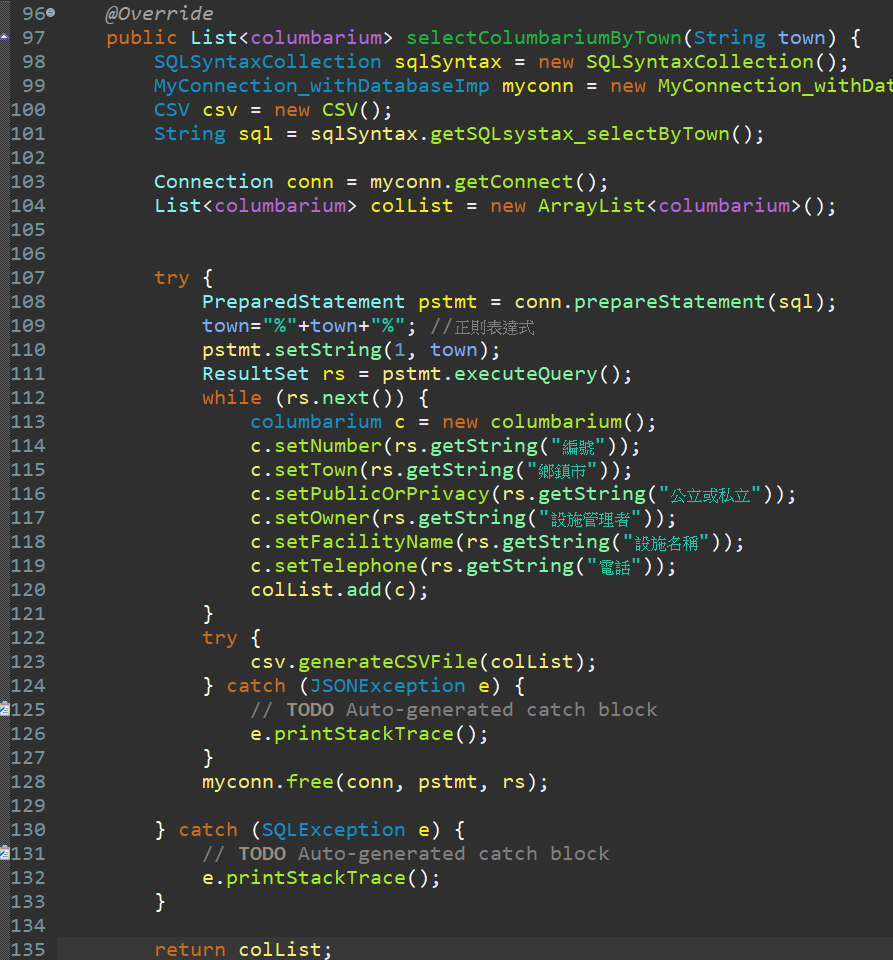 96 @Override
97 public List<columbarium> selectColumbariumByTown(String town) {
98 SQLSyntaxCollection sqlSyntax = new SQLSyntaxCollection();
99 MyConnection_withDatabaseImp myconn = new MyConnection_withDat
100 CSV csv = new CSV();
101 String sql = sqlSyntax.getSQLsystax_selectByTown();
102
103 Connection conn = myconn.getConnect();
104 List<columbarium> colList = new ArrayList<columbarium>();
105
106
107 try {
108 PreparedStatement pstmt = conn.prepareStatement(sql);
109 town="%"+town+"%"; //正則表達式
110 pstmt.setString(1, town);
111 ResultSet rs = pstmt.executeQuery();
112 while (rs.next()) {
113 columbarium c = new columbarium();
114 c.setNumber(rs.getString("編號"));
115 c.setTown(rs.getString("鄉鎮市"));
116 c.setPublicOrPrivacy(rs.getString("公立或私立"));
117 c.setOwner(rs.getString("設施管理者"));
118 c.setFacilityName(rs.getString("設施名稱"));
119 c.setTelephone(rs.getString("電話"));
120 colList.add(c);
121 }
122 try {
123 csv.generateCSVFile(colList);
124 } catch (JSONException e) {
125 // TODO Auto-generated catch block
126 e.printStackTrace();
127 }
128 myconn.free(conn, pstmt, rs);
129
130 } catch (SQLException e) {
131 // TODO Auto-generated catch block
132 e.printStackTrace();
133 }
134
135 return colList;